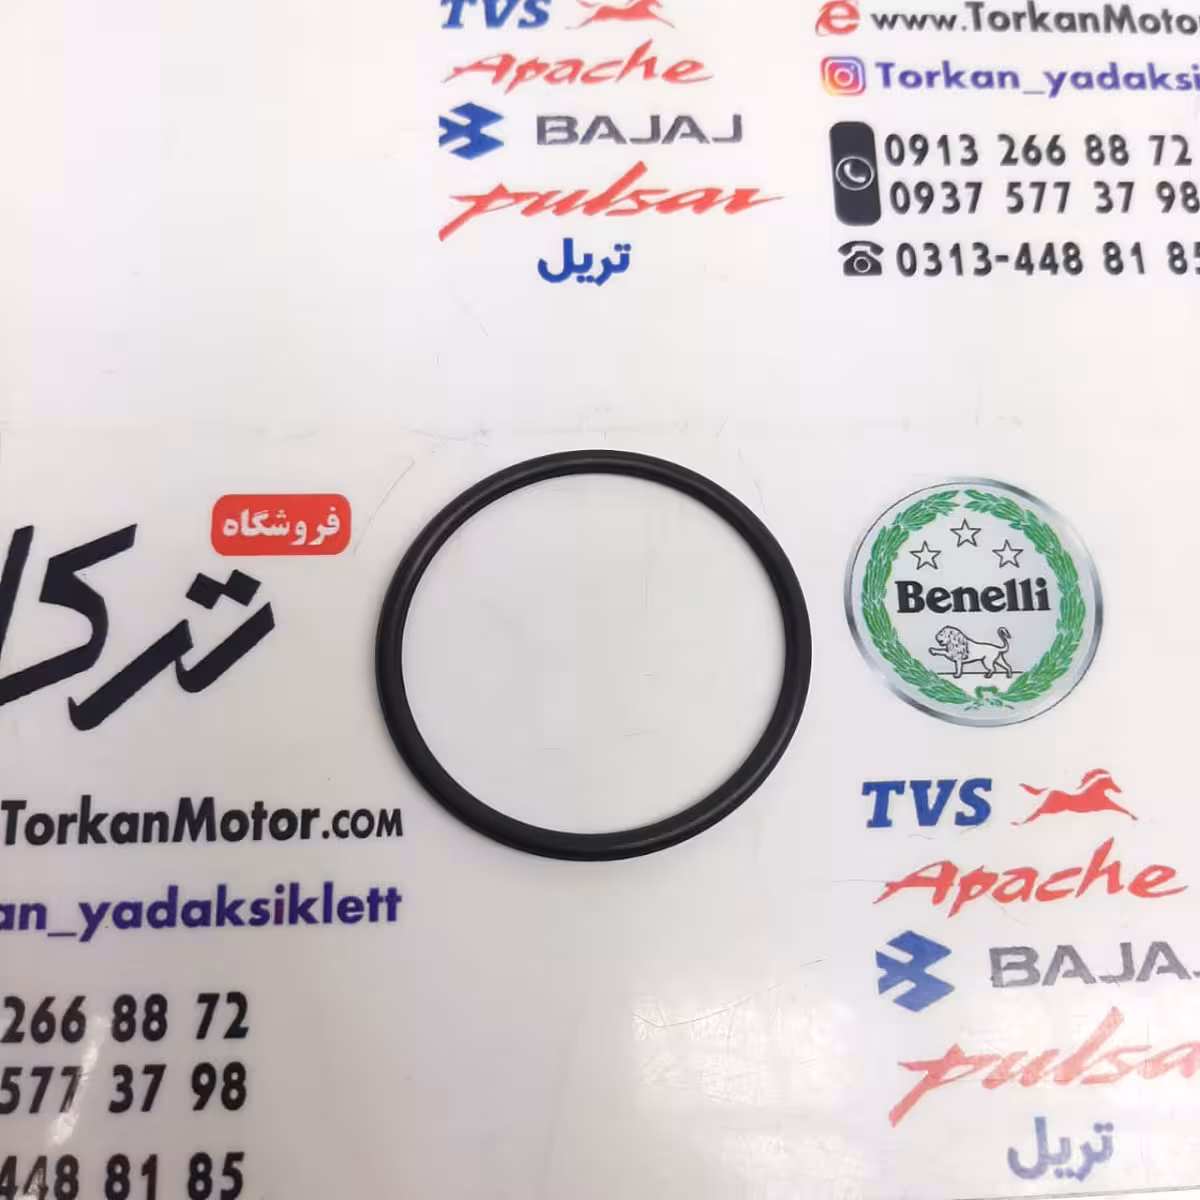 TVS
Apache
BAJAJ
pulsar
تریل
www.TorkanMoto
Torkan_yadaksi
0913 266 88 72
0937 577 37 98
0313-448 81 85
فروشگاه
ترکا
TorkanMotor.COM
an_yadaksiklett
266 88 72
577 37 98
448 81 85
Benelli
TVS
Apache
BAJA
pulsa
تریل